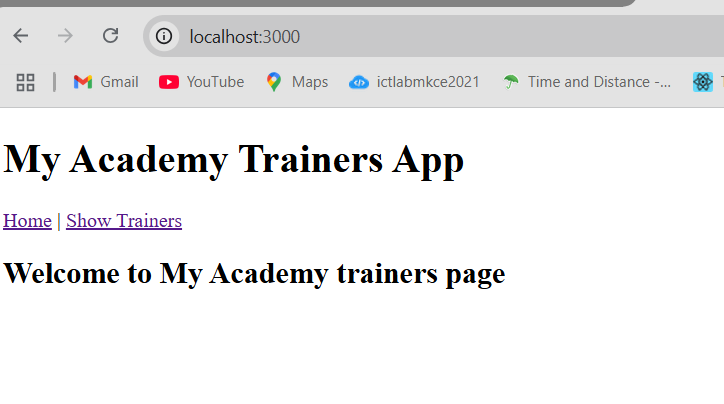 localhost:3000
Gmail YouTube Maps ictlabmkce2021 Time and Distance -...
My Academy Trainers App
Home | Show Trainers
Welcome to My Academy trainers page